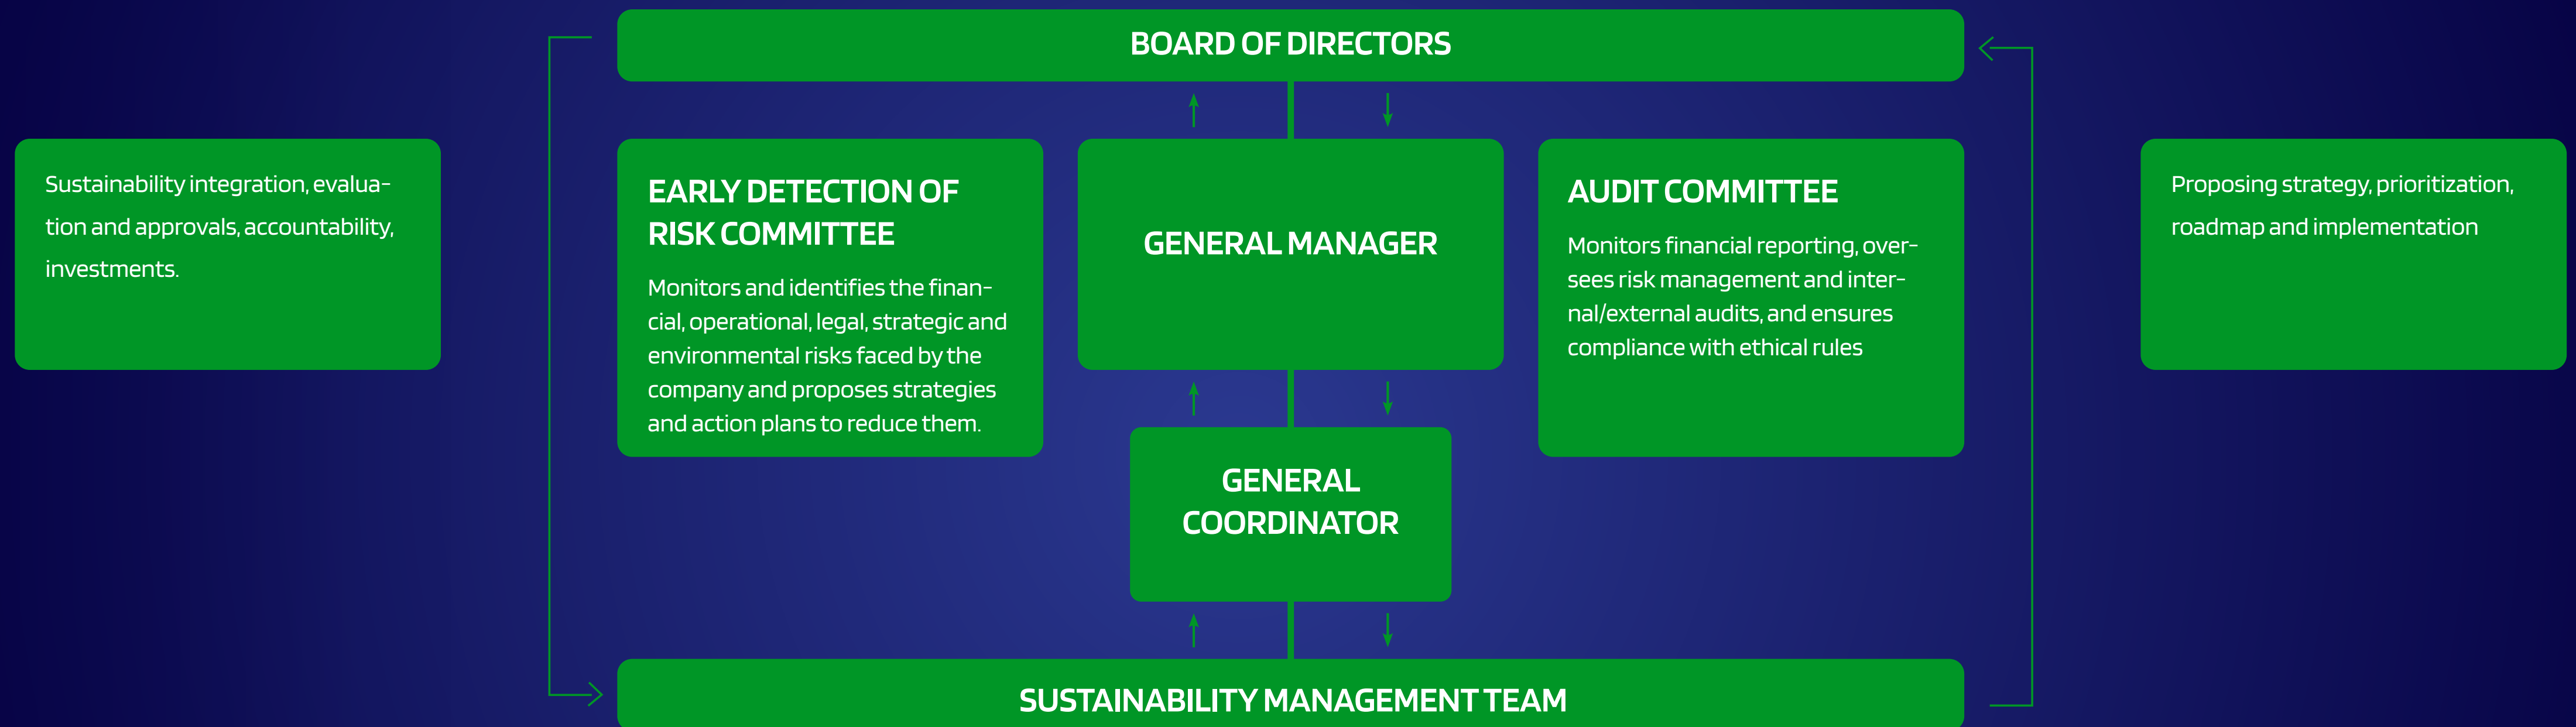 BOARD OF DIRECTORS
Sustainability integration, evalua-
tion and approvals, accountability,
investments.
EARLY DETECTION OF
RISK COMMITTEE
Monitors and identifies the finan-
cial, operational, legal, strategic and
environmental risks faced by the
company and proposes strategies
and action plans to reduce them.
GENERAL MANAGER
AUDIT COMMITTEE
Monitors financial reporting, over-
sees risk management and inter-
nal/external audits, and ensures
compliance with ethical rules
Proposing strategy, prioritization,
roadmap and implementation
GENERAL
COORDINATOR
SUSTAINABILITY MANAGEMENT TEAM